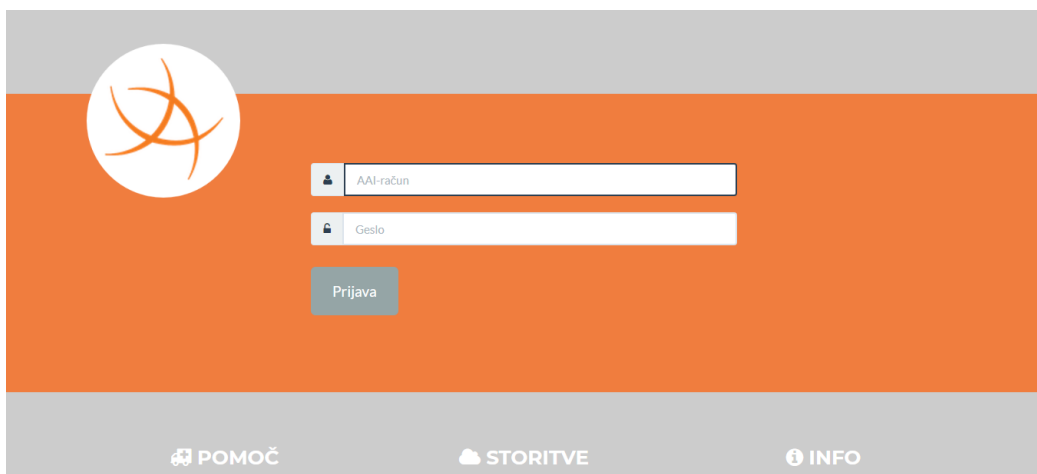 AAI-račun
Geslo
Prijava
POMOČ
STORITVE
INFO